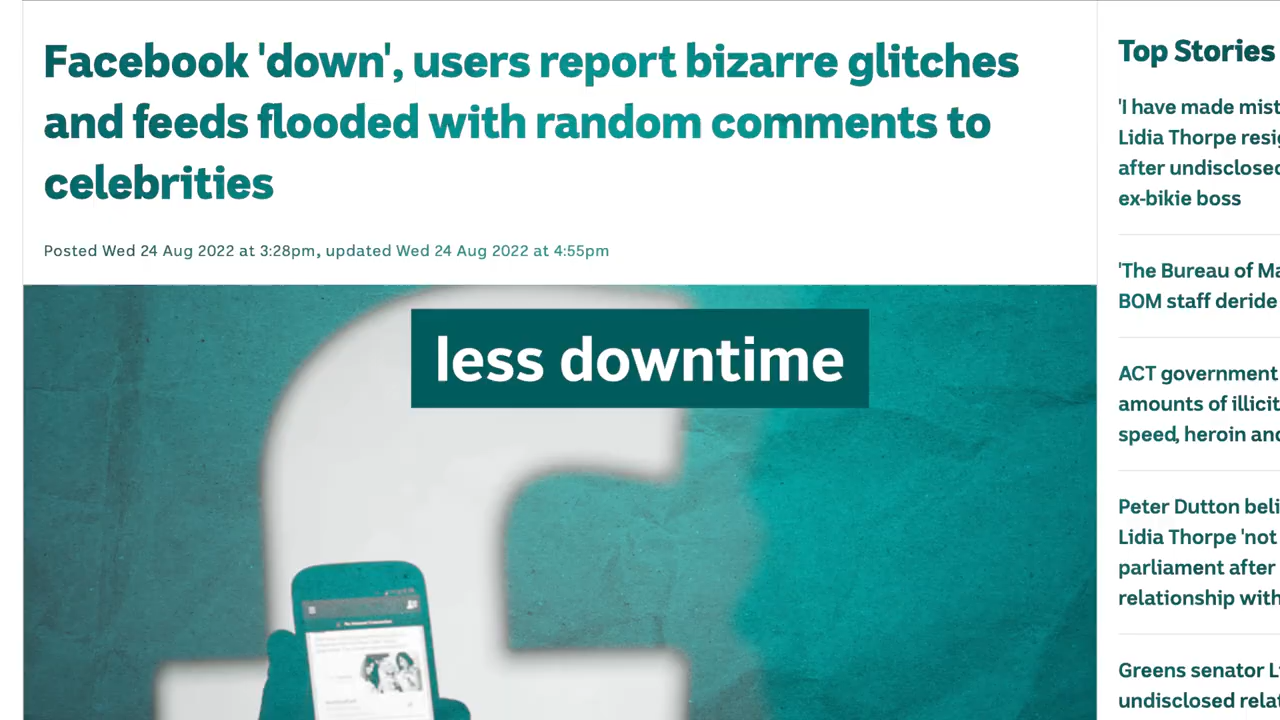 Facebook 'down', users report bizarre glitches
and feeds flooded with random comments to
celebrities
Posted Wed 24 Aug 2022 at 3:28pm, updated Wed 24 Aug 2022 at 4:55pm
less downtime
Top Stories
'I have made mist
Lidia Thorpe resig
after undisclosed
ex-bikie boss
'The Bureau of Ma
BOM staff deride
ACT government
amounts of illicit
speed, heroin and
Peter Dutton beli
Lidia Thorpe 'not
parliament after
relationship with
Greens senator Li
undisclosed relat